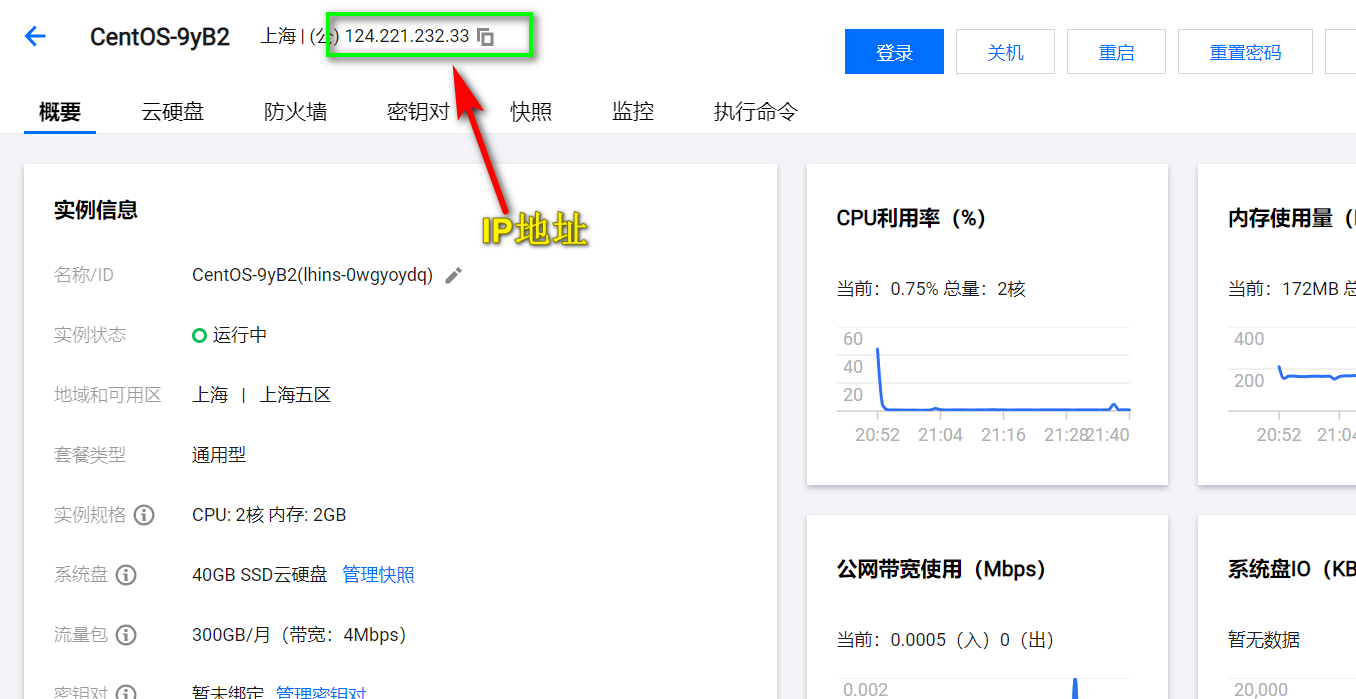 CentOS-9yB2 上海 | (公) 124.221.232.33
登录 关机 重启 重置密码
概要 云硬盘 防火墙 密钥对 快照 监控 执行命令
IP地址
实例信息
名称/ID CentOS-9yB2(lhins-0wgyoydq)
实例状态 运行中
地域和可用区 上海 | 上海五区
套餐类型 通用型
实例规格 CPU: 2核 内存: 2GB
系统盘 40GB SSD云硬盘 管理快照
流量包 300GB/月（带宽：4Mbps）
密钥对 暂未绑定 管理密钥对
CPU利用率（%）
当前：0.75% 总量：2核
60
40
20
20:52 21:04 21:16 21:28 21:40
内存使用量（
当前：172MB 总
400
200
20:52 21:04
公网带宽使用（Mbps）
当前：0.0005（入）0（出）
0.002
系统盘IO（KB
暂无数据
20,000